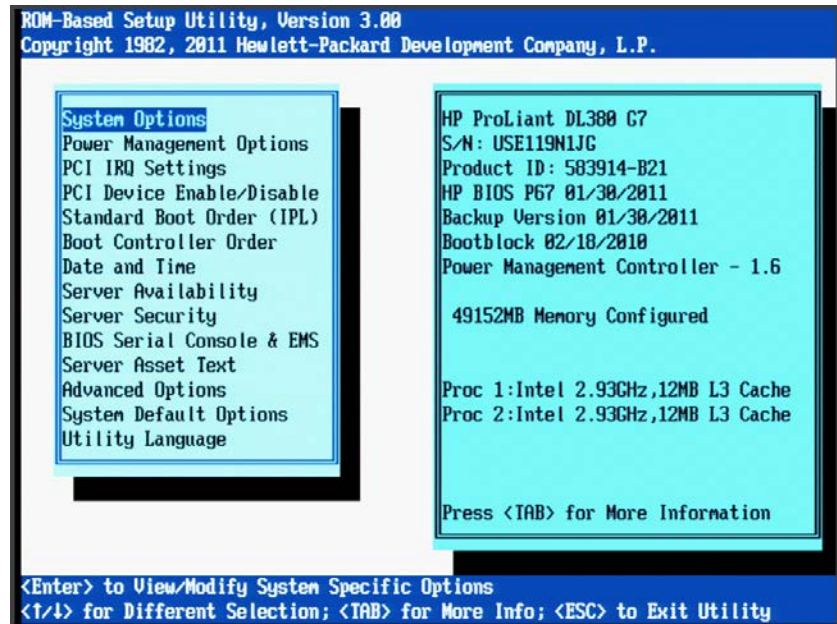 ROM-Based Setup Utility, Version 3.00
Copyright 1982, 2011 Hewlett-Packard Development Company, L.P.
System Options
Power Management Options
PCI IRQ Settings
PCI Device Enable/Disable
Standard Boot Order (IPL)
Boot Controller Order
Date and Time
Server Availability
Server Security
BIOS Serial Console & EMS
Server Asset Text
Advanced Options
System Default Options
Utility Language
HP ProLiant DL380 G7
S/N: USE119N1JG
Product ID: 583914-B21
HP BIOS P67 01/30/2011
Backup Version 01/30/2011
Bootblock 02/18/2010
Power Management Controller - 1.6
49152MB Memory Configured
Proc 1:Intel 2.93GHz,12MB L3 Cache
Proc 2:Intel 2.93GHz,12MB L3 Cache
Press <TAB> for More Information
<Enter> to View/Modify System Specific Options
<↑/↓> for Different Selection; <TAB> for More Info; <ESC> to Exit Utility